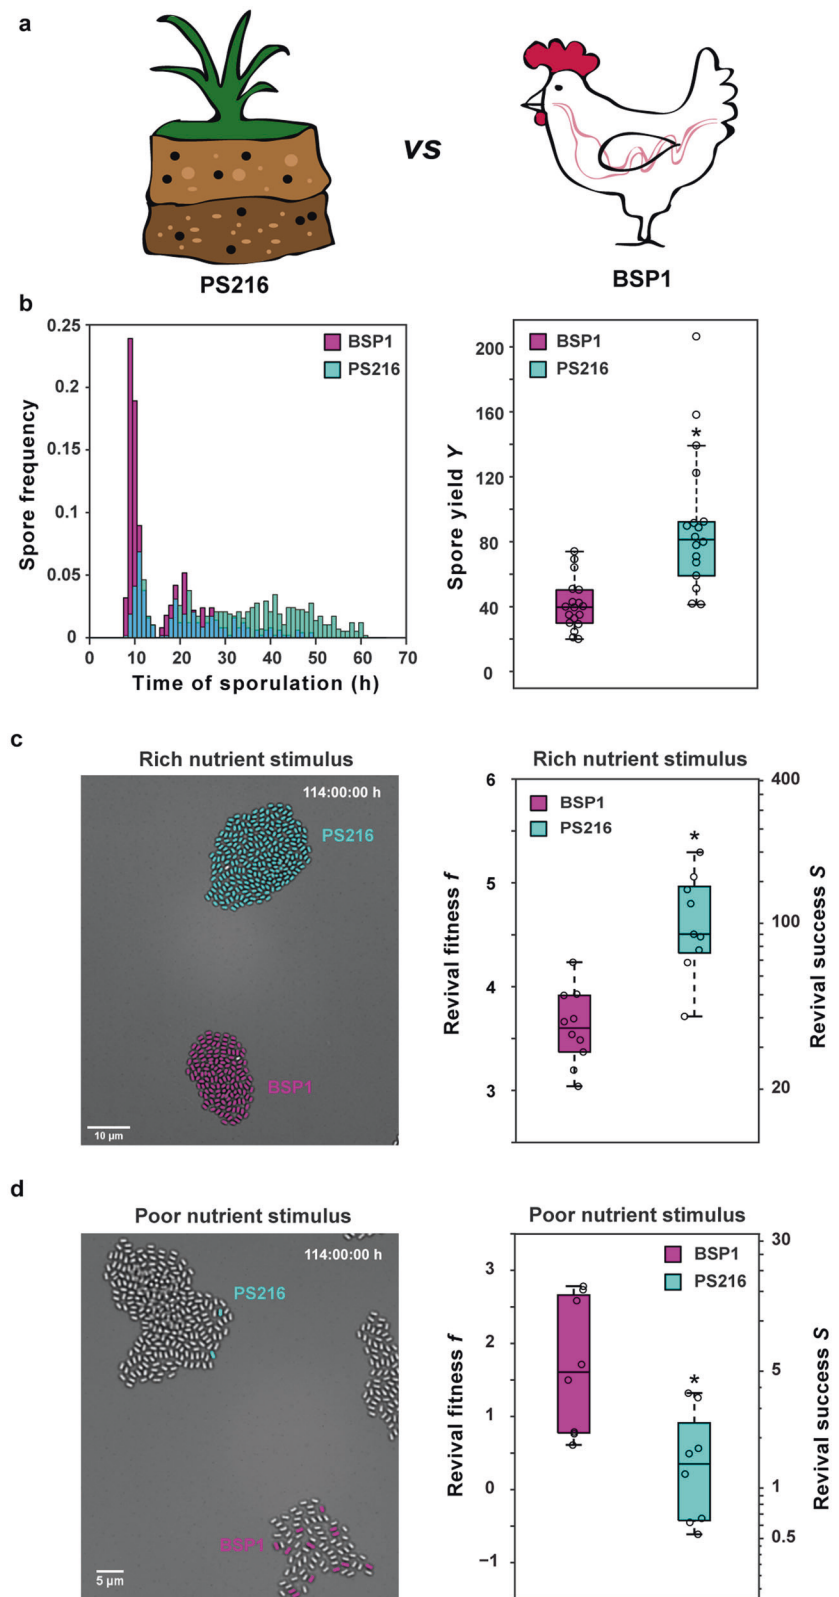 a
vs
PS216
BSP1
b
0.25
0.2
0.15
0.1
0.05
0
Spore frequency
BSP1
PS216
0 10 20 30 40 50 60 70
Time of sporulation (h)
200
160
120
80
40
0
Spore yield Y
BSP1
PS216
*
c
Rich nutrient stimulus
114:00:00 h
PS216
BSP1
10 µm
Rich nutrient stimulus
6
5
4
3
Revival fitness f
BSP1
PS216
*
400
100
20
Revival success S
d
Poor nutrient stimulus
114:00:00 h
PS216
BSP1
5 µm
Poor nutrient stimulus
3
2
1
0
−1
Revival fitness f
BSP1
PS216
*
30
5
1
0.5
Revival success S